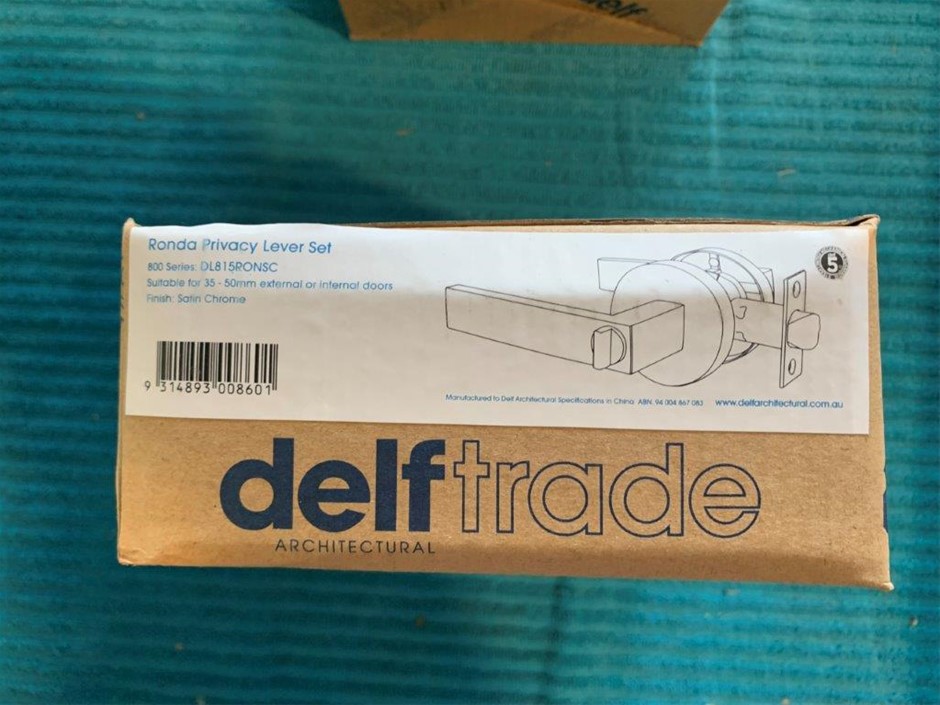 delf
Ronda Privacy Lever Set
800 Series: DL815RONSC
Suitable for 35 - 50mm external or internal doors
Finish: Satin Chrome
5
9 314893 008601
Manufactured to Delf Architectural Specifications in China ABN. 94 004 867 083 www.delfarchitectural.com.au
delftrade
ARCHITECTURAL